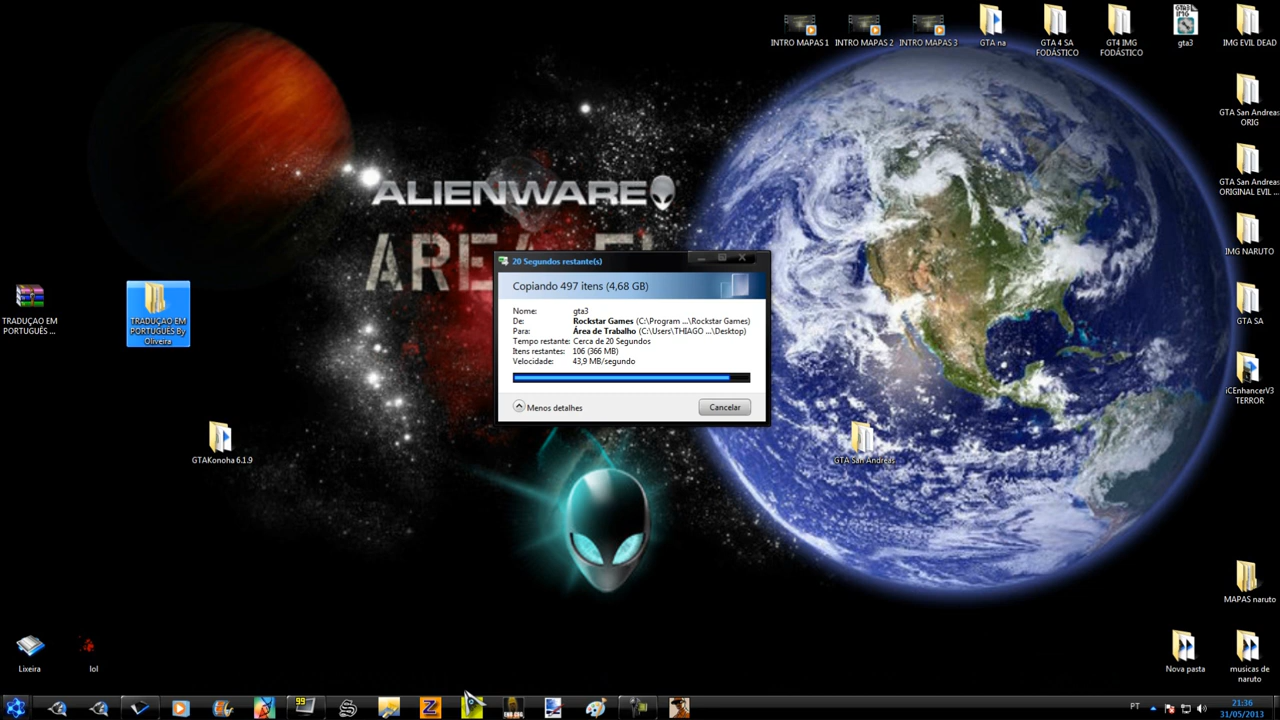 INTRO MAPAS 1
INTRO MAPAS 2
INTRO MAPAS 3
GTA na
GTA 4 SA
FODÁSTICO
GT4 IMG
FODÁSTICO
gta3
IMG EVIL DEAD
GTA San Andreas
ORIG
ALIENWARE
GTA San Andreas
ORIGINAL EVIL ...
AREA
IMG NARUTO
20 Segundos restante(s)
Copiando 497 itens (4,68 GB)
Nome: gta3
De: Rockstar Games (C:\Program ...\Rockstar Games)
Para: Área de Trabalho (C:\Users\THIAGO ...\Desktop)
Tempo restante: Cerca de 20 Segundos
Itens restantes: 106 (366 MB)
Velocidade: 43,9 MB/segundo
Menos detalhes
Cancelar
TRADUÇAO EM
PORTUGUÊS ...
TRADUÇAO EM
PORTUGUÊS By
Oliveira
GTA SA
iCEnhancerV3
TERROR
GTAKonoha 6.1.9
GTA San Andreas
MAPAS naruto
Lixeira
lol
Nova pasta
musicas de
naruto
99
PT
21:36
31/05/2013